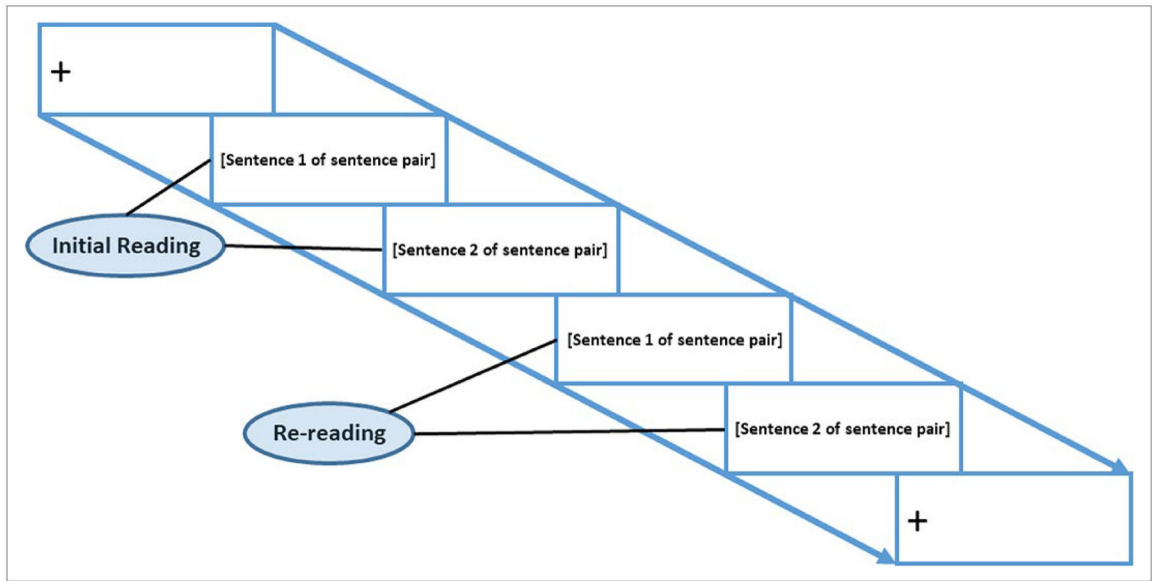 +
[Sentence 1 of sentence pair]
Initial Reading
[Sentence 2 of sentence pair]
[Sentence 1 of sentence pair]
Re-reading
[Sentence 2 of sentence pair]
+